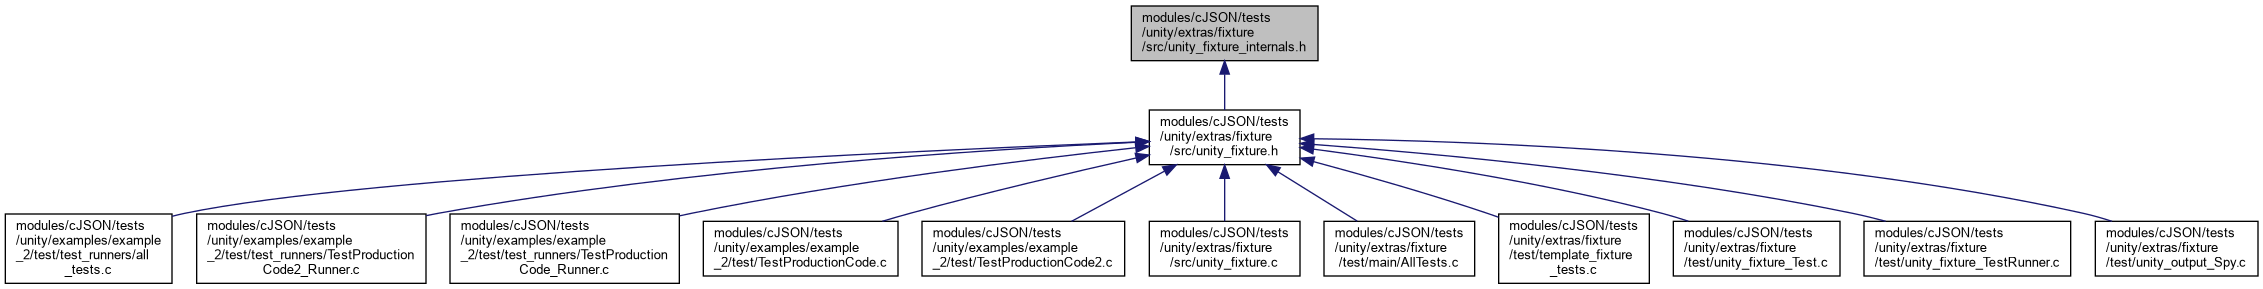 modules/cJSON/tests
/unity/extras/fixture
/src/unity_fixture_internals.h
modules/cJSON/tests
/unity/extras/fixture
/src/unity_fixture.h
modules/cJSON/tests
/unity/examples/example
_2/test/test_runners/all
_tests.c
modules/cJSON/tests
/unity/examples/example
_2/test/test_runners/TestProduction
Code2_Runner.c
modules/cJSON/tests
/unity/examples/example
_2/test/test_runners/TestProduction
Code_Runner.c
modules/cJSON/tests
/unity/examples/example
_2/test/TestProductionCode.c
modules/cJSON/tests
/unity/examples/example
_2/test/TestProductionCode2.c
modules/cJSON/tests
/unity/extras/fixture
/src/unity_fixture.c
modules/cJSON/tests
/unity/extras/fixture
/test/main/AllTests.c
modules/cJSON/tests
/unity/extras/fixture
/test/template_fixture
_tests.c
modules/cJSON/tests
/unity/extras/fixture
/test/unity_fixture_Test.c
modules/cJSON/tests
/unity/extras/fixture
/test/unity_fixture_TestRunner.c
modules/cJSON/tests
/unity/extras/fixture
/test/unity_output_Spy.c